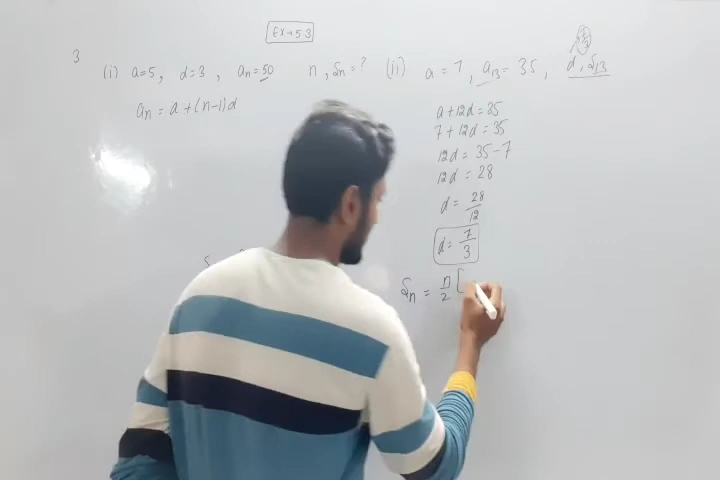 Ex → 5.3
3
(i) a=5, d=3, an=50 n, Sn=?
an = a+(n-1)d
(ii) a=7, a13=35, d, S13
a+12d=35
7+12d=35
12d = 35-7
12d = 28
d = 28/12
d = 7/3
Sn = n/2 [